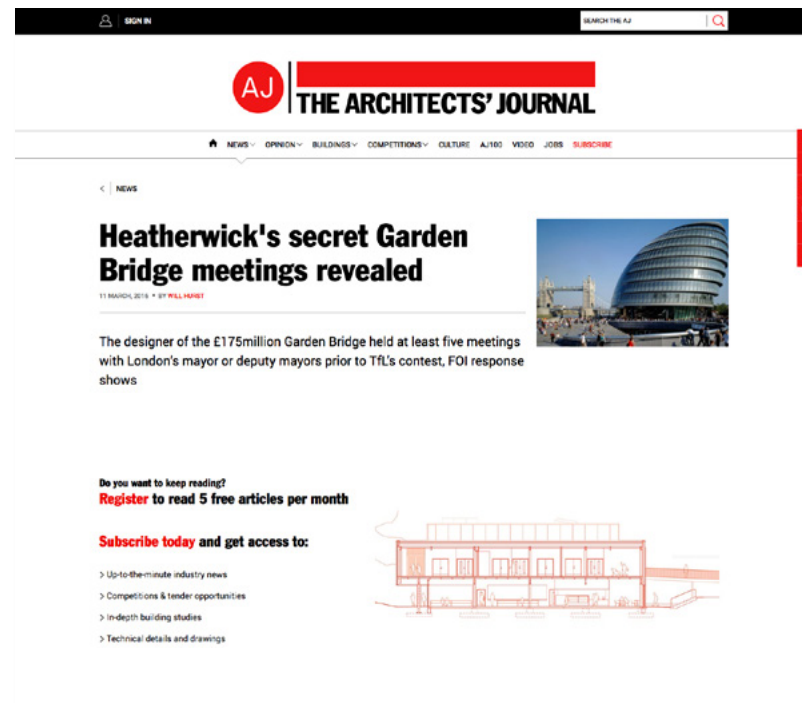 SIGN IN
SEARCH THE AJ
AJ
THE ARCHITECTS' JOURNAL
NEWS OPINION BUILDINGS COMPETITIONS CULTURE AJ100 VIDEO JOBS SUBSCRIBE
< NEWS
Heatherwick's secret Garden
Bridge meetings revealed
11 MARCH, 2016 • BY WILL HURST
The designer of the £175million Garden Bridge held at least five meetings
with London's mayor or deputy mayors prior to TfL's contest, FOI response
shows
Do you want to keep reading?
Register to read 5 free articles per month
Subscribe today and get access to:
> Up-to-the-minute industry news
> Competitions & tender opportunities
> In-depth building studies
> Technical details and drawings